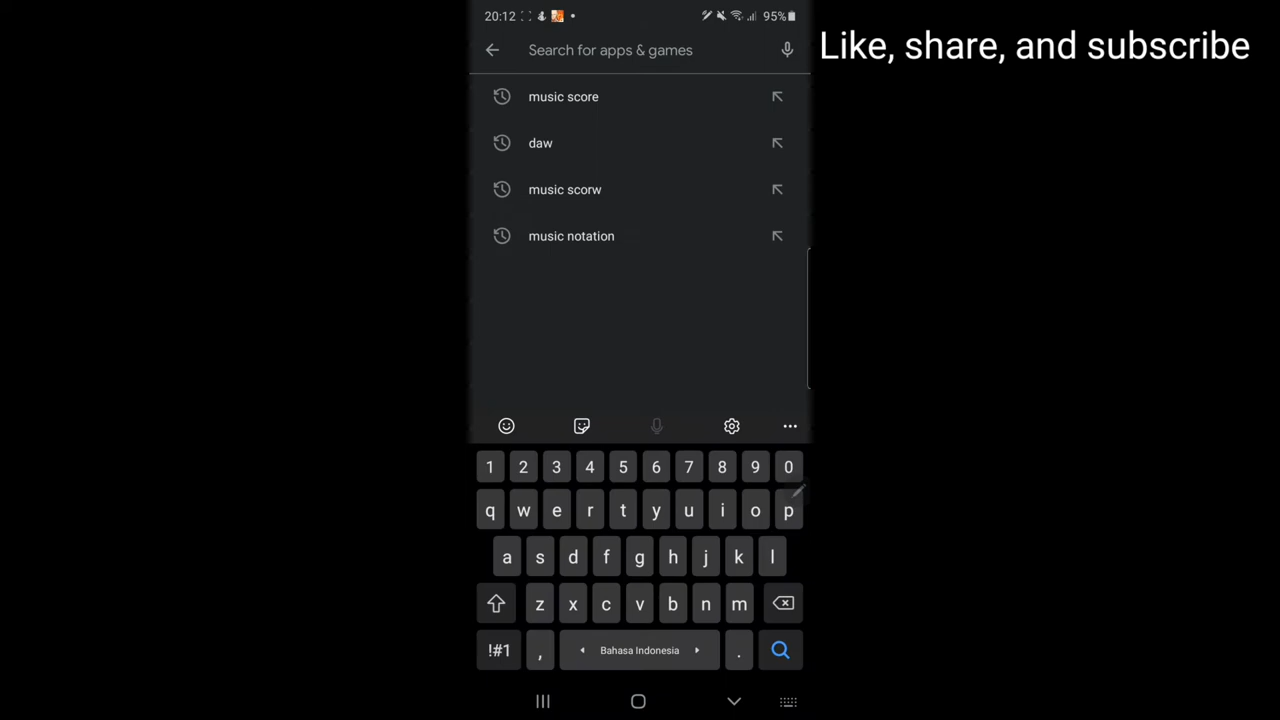 20:12 95%
Search for apps & games
Like, share, and subscribe
music score
daw
music scorw
music notation
1 2 3 4 5 6 7 8 9 0
q w e r t y u i o p
a s d f g h j k l
z x c v b n m
!#1 , Bahasa Indonesia .